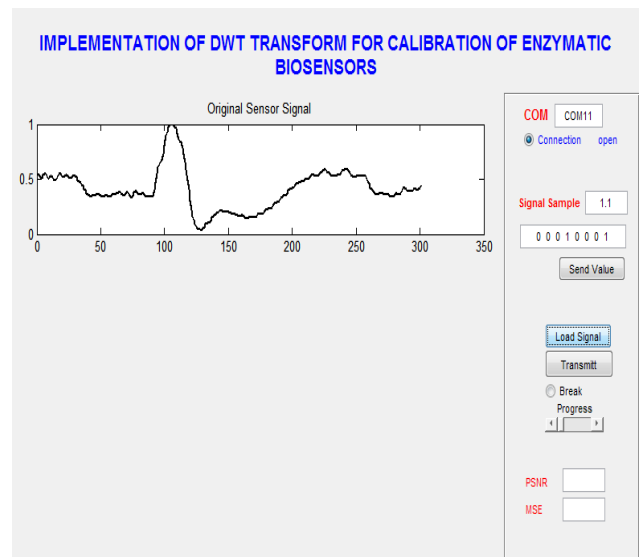 IMPLEMENTATION OF DWT TRANSFORM FOR CALIBRATION OF ENZYMATIC
BIOSENSORS
Original Sensor Signal
1
0.5
0
0 50 100 150 200 250 300 350
COM COM11
Connection open
Signal Sample 1.1
0 0 0 1 0 0 0 1
Send Value
Load Signal
Transmitt
Break
Progress
PSNR
MSE